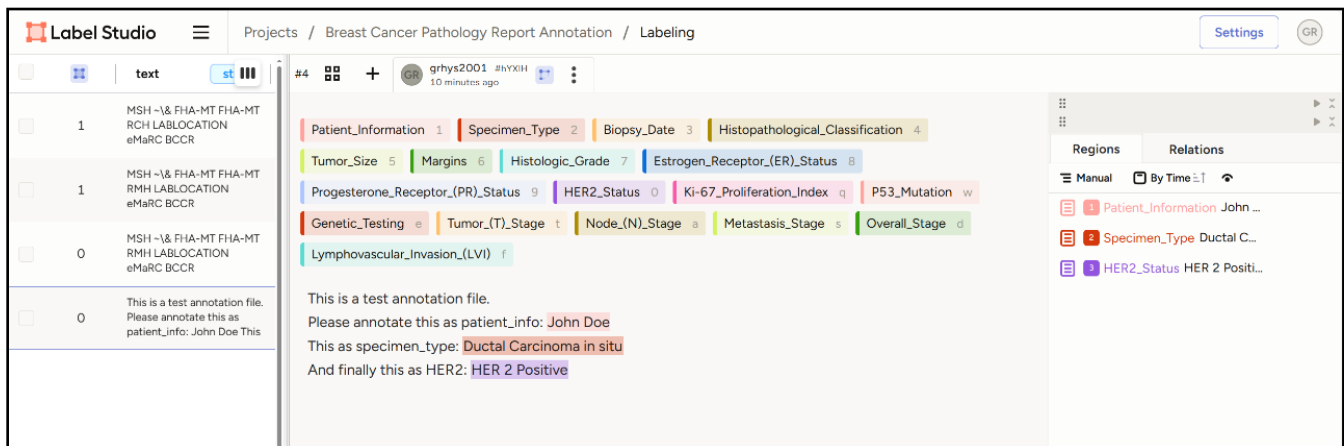 Label Studio
Projects / Breast Cancer Pathology Report Annotation / Labeling
Settings
GR
text
st
1
MSH ~\& FHA-MT FHA-MT
RCH LABLOCATION
eMaRC BCCR
1
MSH ~\& FHA-MT FHA-MT
RMH LABLOCATION
eMaRC BCCR
0
MSH ~\& FHA-MT FHA-MT
RMH LABLOCATION
eMaRC BCCR
0
This is a test annotation file.
Please annotate this as
patient_info: John Doe This
#4
GR
grhys2001 #hYXIH
10 minutes ago
Patient_Information 1 Specimen_Type 2 Biopsy_Date 3 Histopathological_Classification 4
Tumor_Size 5 Margins 6 Histologic_Grade 7 Estrogen_Receptor_(ER)_Status 8
Progesterone_Receptor_(PR)_Status 9 HER2_Status 0 Ki-67_Proliferation_Index q P53_Mutation w
Genetic_Testing e Tumor_(T)_Stage t Node_(N)_Stage a Metastasis_Stage s Overall_Stage d
Lymphovascular_Invasion_(LVI) f
This is a test annotation file.
Please annotate this as patient_info: John Doe
This as specimen_type: Ductal Carcinoma in situ
And finally this as HER2: HER 2 Positive
Regions Relations
Manual By Time
1 Patient_Information John ...
2 Specimen_Type Ductal C...
3 HER2_Status HER 2 Positi...